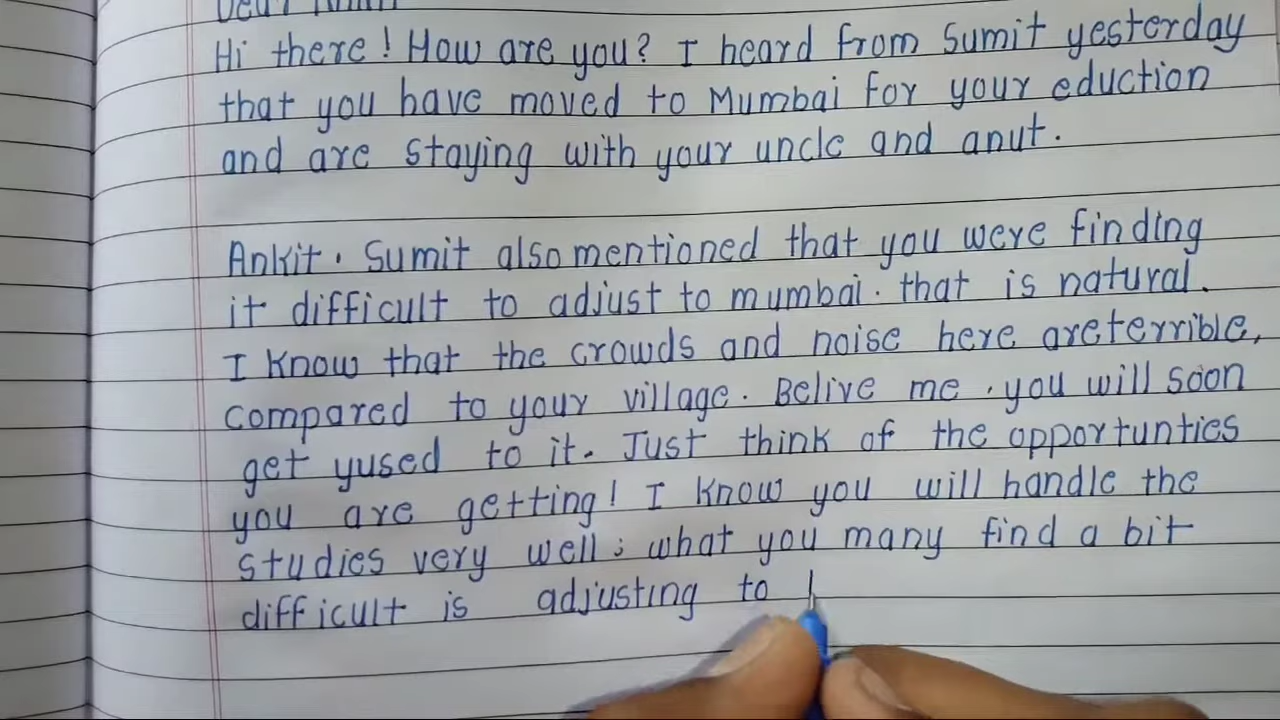 Hi there! How are you? I heard from Sumit yesterday
that you have moved to Mumbai for your eduction
and are staying with your uncle and anut.
Ankit. Sumit also mentioned that you were finding
it difficult to adjust to mumbai. that is natural.
I know that the crowds and noise here are terrible,
compared to your village. Belive me, you will soon
get yused to it. Just think of the opportunties
you are getting! I know you will handle the
studies very well; what you many find a bit
difficult is adjusting to